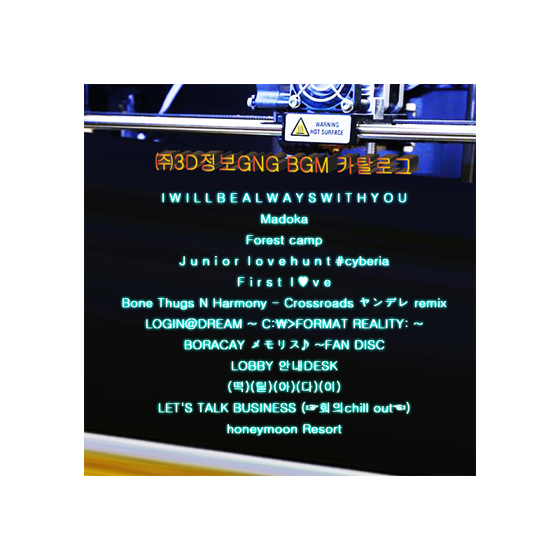 WARNING
HOT SURFACE
㈜3D정보GNG BGM 카탈로그
I W I L L B E A L W A Y S W I T H Y O U
Madoka
Forest camp
J u n i o r l o v e h u n t #cyberia
F i r s t l ♥ v e
Bone Thugs N Harmony - Crossroads ヤンデレ remix
LOGIN@DREAM ~ C:₩>FORMAT REALITY: ~
BORACAY メモリス♪ ~FAN DISC
LOBBY 안내DESK
(떡)(틸)(아)(다)(이)
LET'S TALK BUSINESS (☞회의chill out☜)
honeymoon Resort